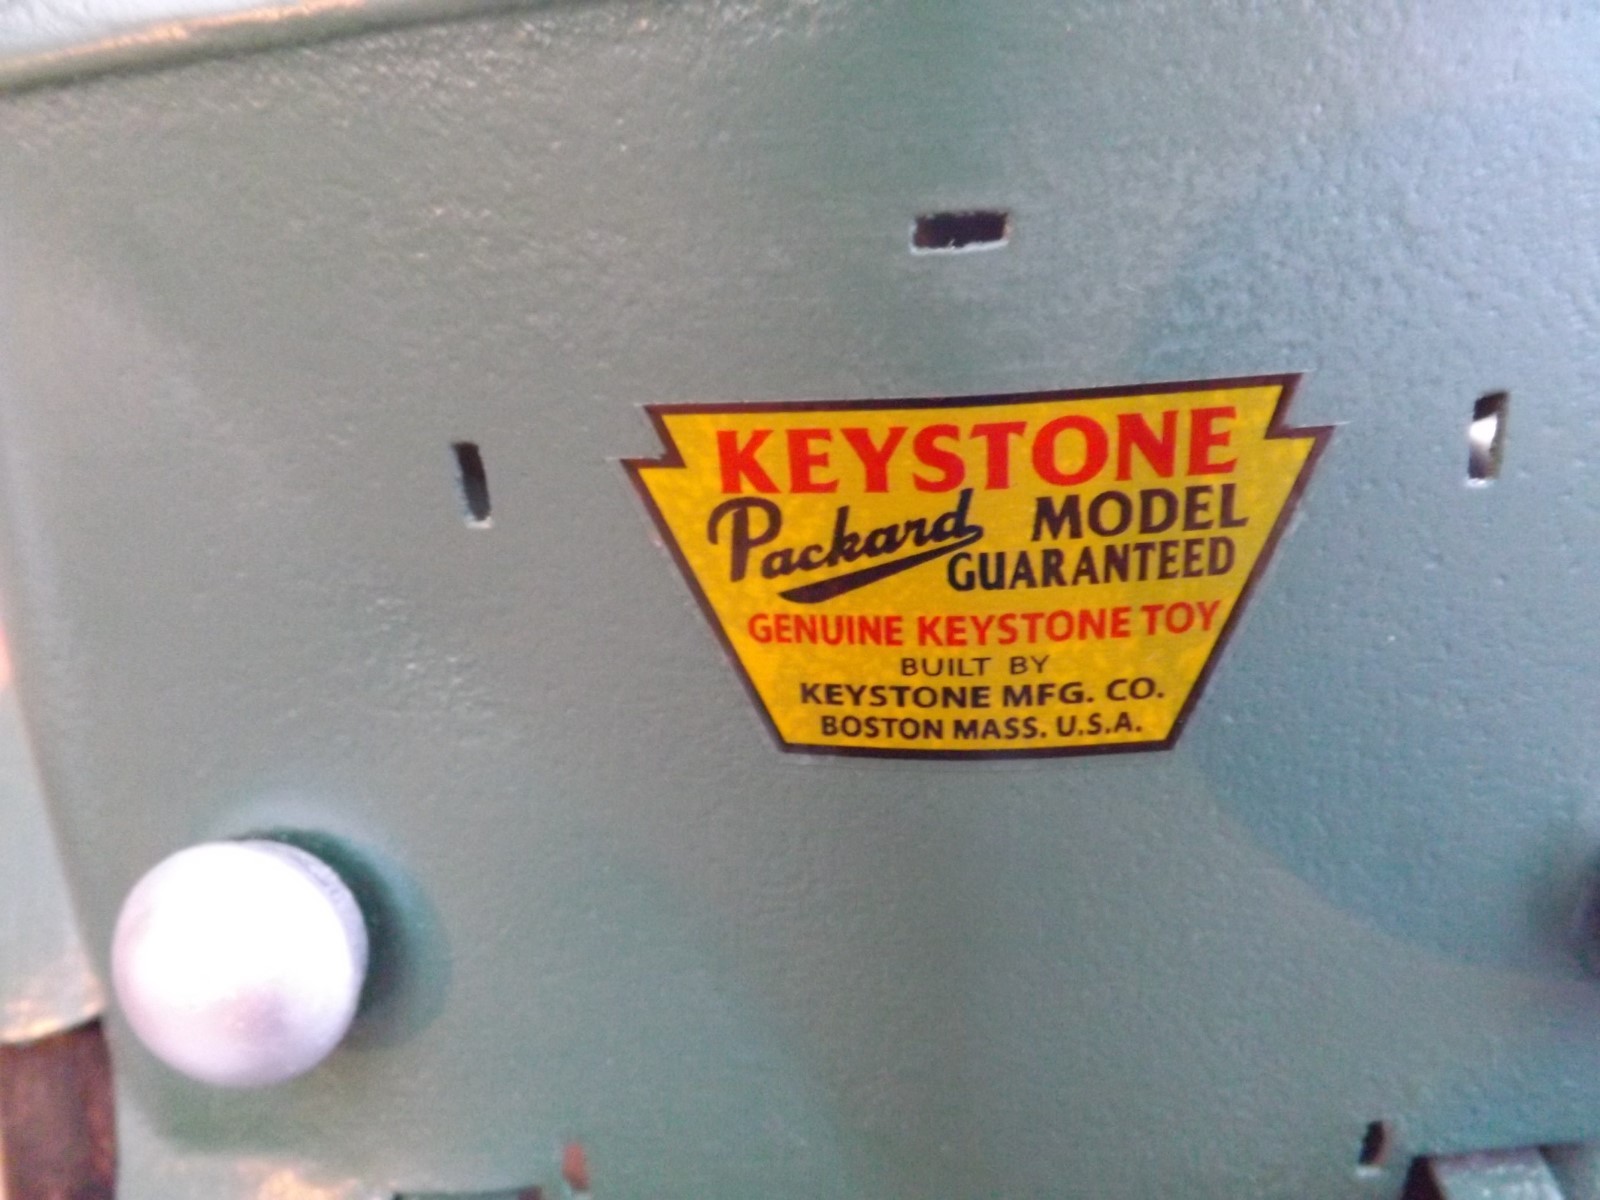 KEYSTONE
Packard MODEL
GUARANTEED
GENUINE KEYSTONE TOY
BUILT BY
KEYSTONE MFG. CO.
BOSTON MASS. U.S.A.